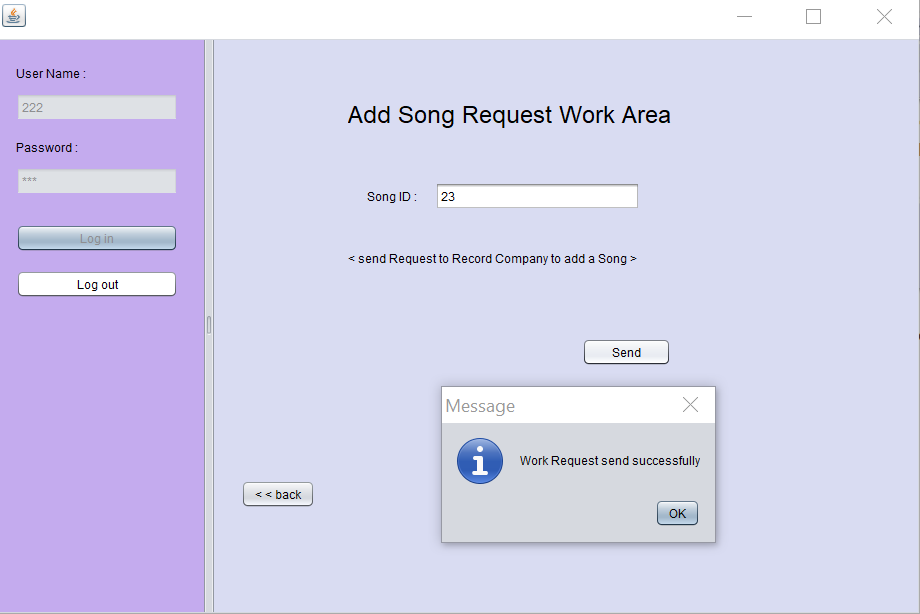 User Name :
222
Password :
***
Log in
Log out
Add Song Request Work Area
Song ID :
23
< send Request to Record Company to add a Song >
Send
Message
Work Request send successfully
OK
< < back